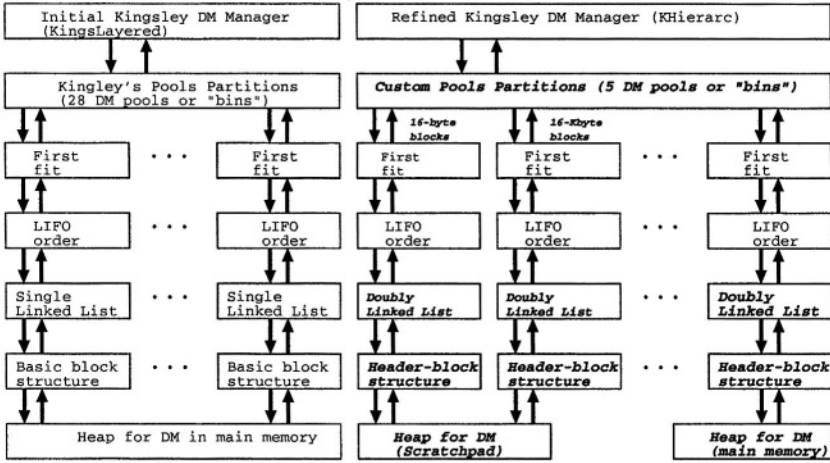 Initial Kingsley DM Manager
(KingsLayered)
Refined Kingsley DM Manager (KHierarc)
Kingley's Pools Partitions
(28 DM pools or "bins")
Custom Pools Partitions (5 DM pools or "bins")
16-byte
blocks
16-Kbyte
blocks
First
fit
. . .
First
fit
First
fit
First
fit
. . .
First
fit
LIFO
order
. . .
LIFO
order
LIFO
order
LIFO
order
. . .
LIFO
order
Single
Linked List
. . .
Single
Linked List
Doubly
Linked List
Doubly
Linked List
. . .
Doubly
Linked List
Basic block
structure
. . .
Basic block
structure
Header-block
structure
Header-block
structure
. . .
Header-block
structure
Heap for DM in main memory
Heap for DM
(Scratchpad)
Heap for DM
(main memory)